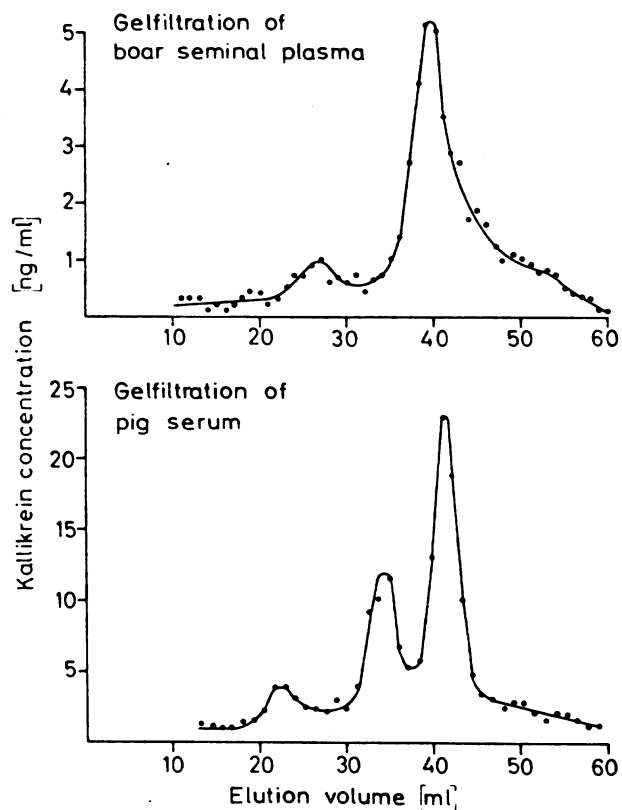 Gelfiltration of
boar seminal plasma
5
4
3
2
1
10 20 30 40 50 60
Gelfiltration of
pig serum
25
20
15
10
5
10 20 30 40 50 60
Kallikrein concentration [ng/ml]
Elution volume [ml]